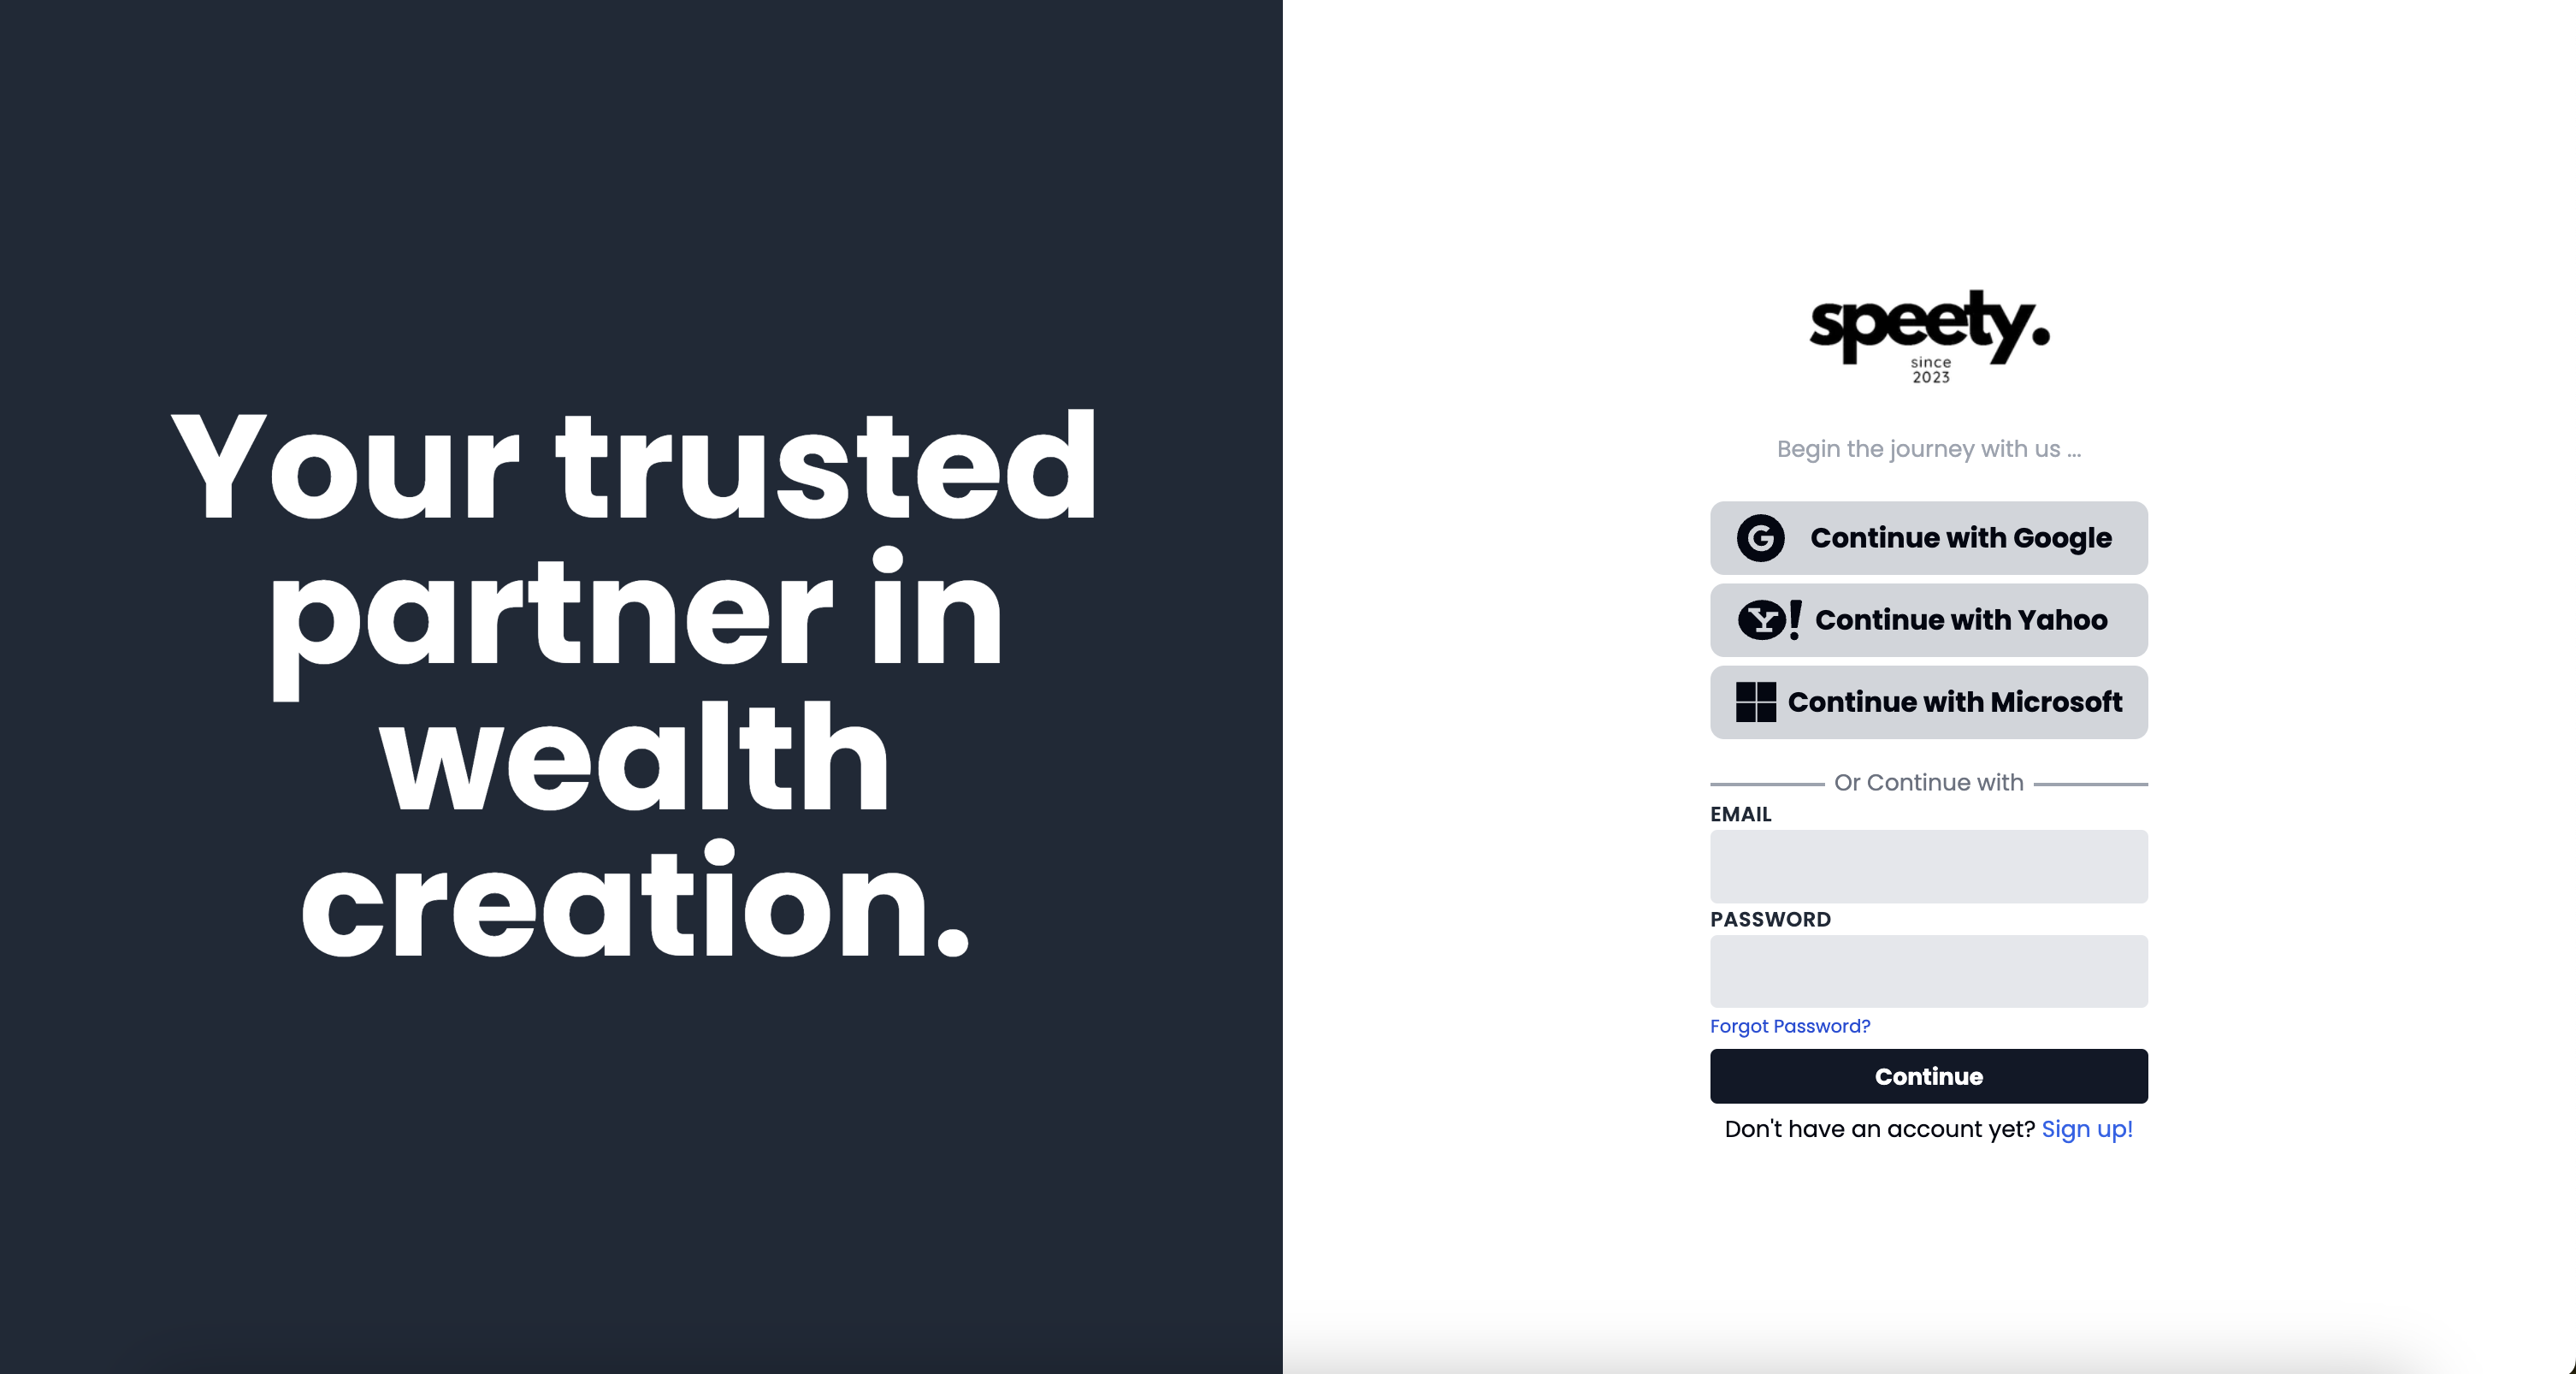 Your trusted
partner in
wealth
creation.
speety.
since
2023
Begin the journey with us ...
Continue with Google
Continue with Yahoo
Continue with Microsoft
Or Continue with
EMAIL
PASSWORD
Forgot Password?
Continue
Don't have an account yet? Sign up!